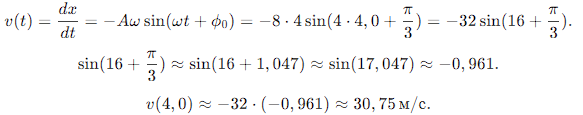 v(t) = dx/dt = −Aω sin(ωt + ϕ₀) = −8 · 4 sin(4 · 4, 0 + π/3) = −32 sin(16 + π/3).
sin(16 + π/3) ≈ sin(16 + 1, 047) ≈ sin(17, 047) ≈ −0, 961.
v(4, 0) ≈ −32 · (−0, 961) ≈ 30, 75 м/с.